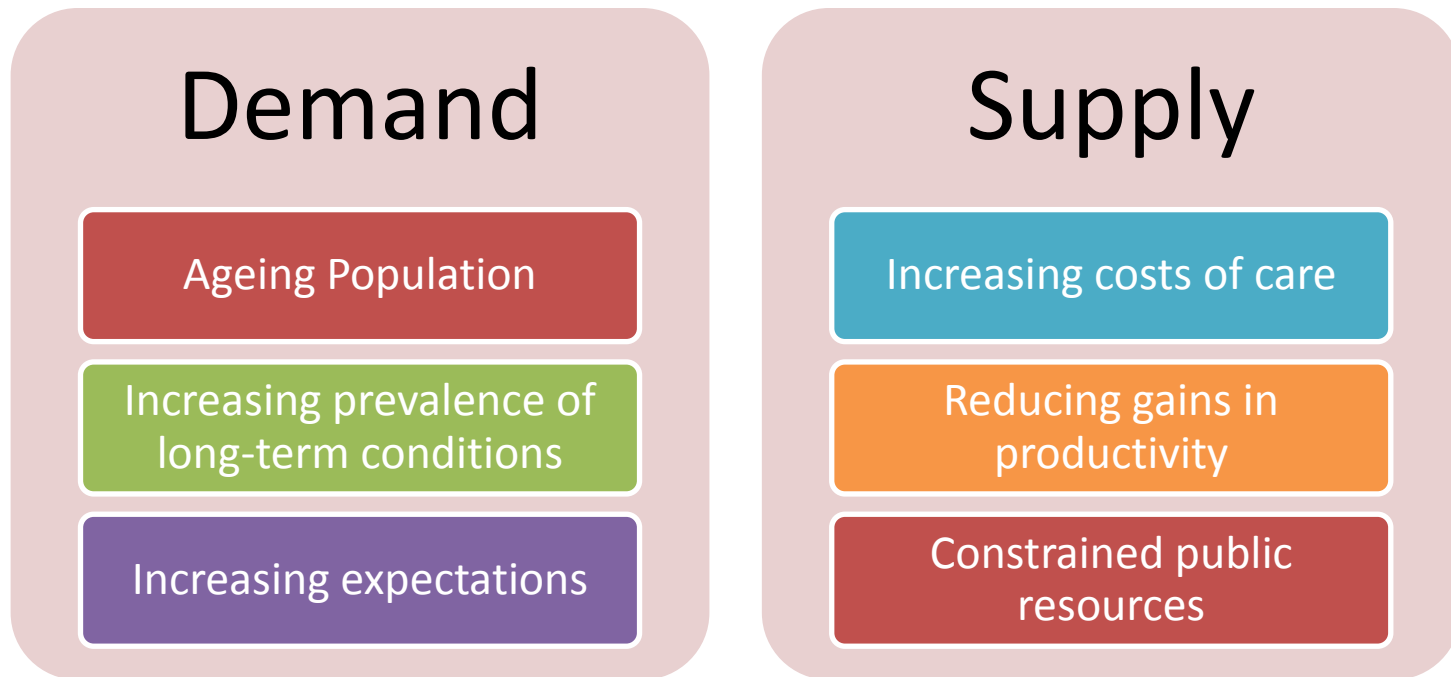 Demand
Ageing Population
Increasing prevalence of
long-term conditions
Increasing expectations
Supply
Increasing costs of care
Reducing gains in
productivity
Constrained public
resources